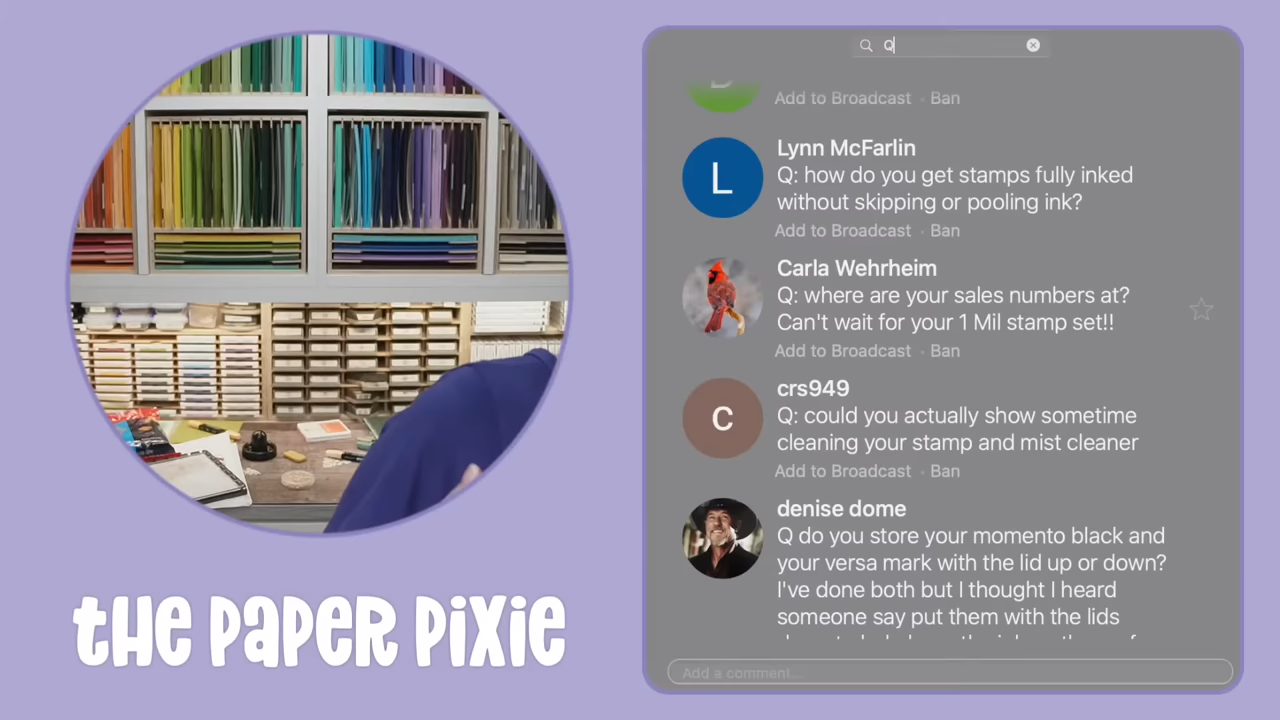 Q
Add to Broadcast · Ban
L
Lynn McFarlin
Q: how do you get stamps fully inked
without skipping or pooling ink?
Add to Broadcast · Ban
Carla Wehrheim
Q: where are your sales numbers at?
Can't wait for your 1 Mil stamp set!!
Add to Broadcast · Ban
C
crs949
Q: could you actually show sometime
cleaning your stamp and mist cleaner
Add to Broadcast · Ban
denise dome
Q do you store your momento black and
your versa mark with the lid up or down?
I've done both but I thought I heard
someone say put them with the lids
Add a comment...
the PAPER PiXiE